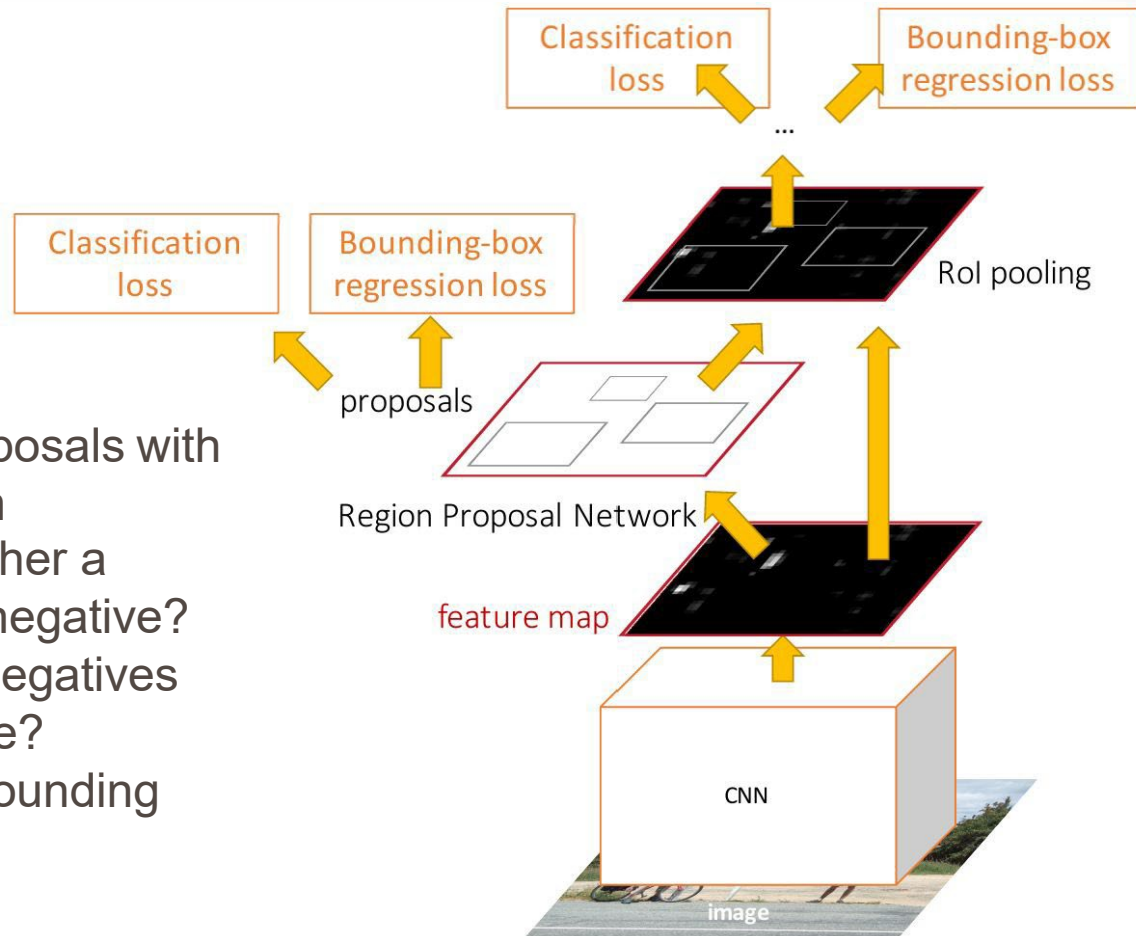 Classification
loss
Bounding-box
regression loss
...
RoI pooling
Classification
loss
Bounding-box
regression loss
proposals
Region Proposal Network
feature map
CNN
image
posals with
ther a
negative?
egatives
e?
ounding